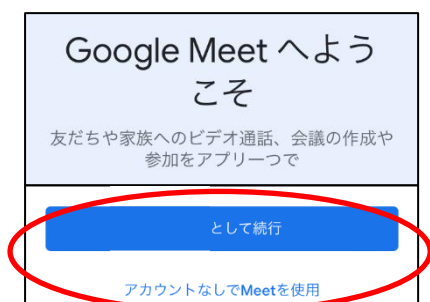 Google Meet へよう
こそ
友だちや家族へのビデオ通話、会議の作成や
参加をアプリ一つで
として続行
アカウントなしでMeetを使用